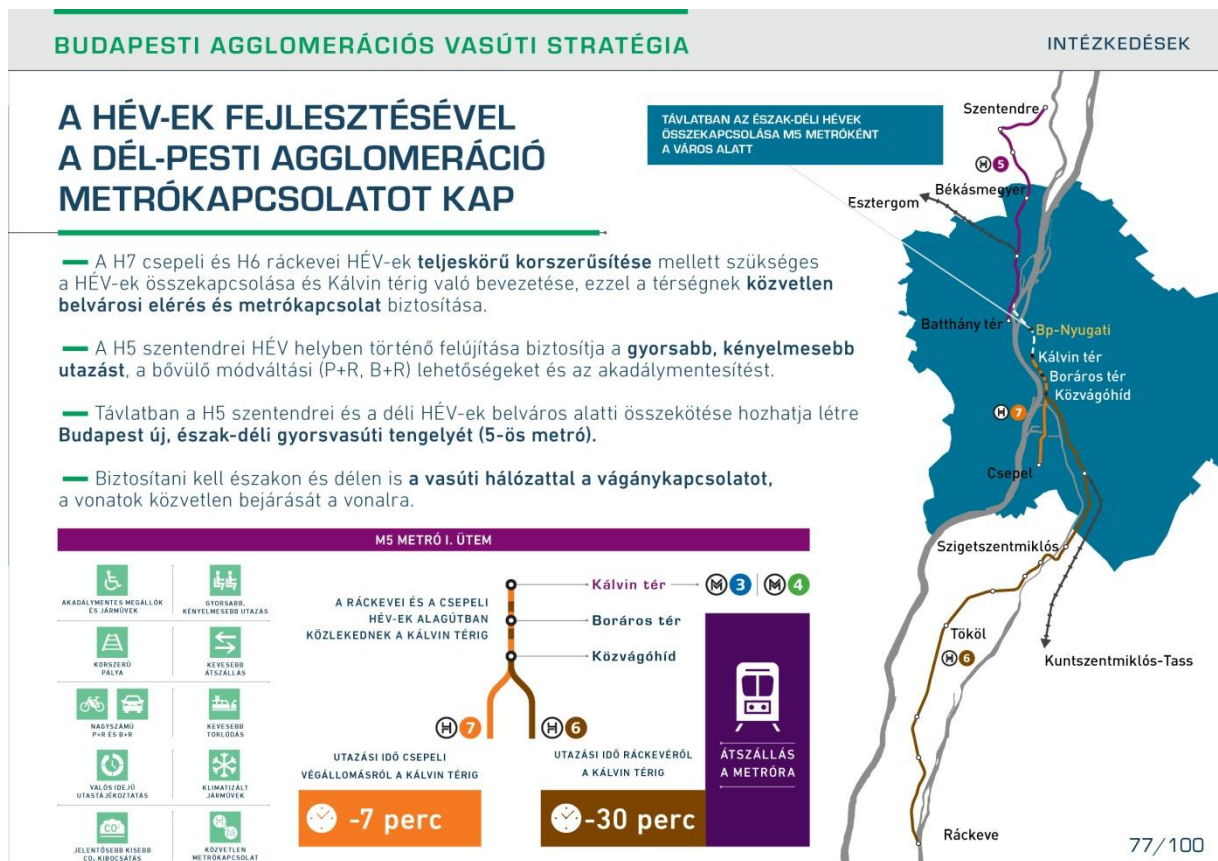 BUDAPESTI AGGLOMERÁCIÓS VASÚTI STRATÉGIA
INTÉZKEDÉSEK
A HÉV-EK FEJLESZTÉSÉVEL
A DÉL-PESTI AGGLOMERÁCIÓ
METRÓKAPCSOLATOT KAP
— A H7 csepeli és H6 ráckevei HÉV-ek teljeskörű korszerűsítése mellett szükséges
a HÉV-ek összekapcsolása és Kálvin térig való bevezetése, ezzel a térségnek közvetlen
belvárosi elérés és metrókapcsolat biztosítása.
— A H5 szentendrei HÉV helyben történő felújítása biztosítja a gyorsabb, kényelmesebb
utazást, a bővülő módváltási (P+R, B+R) lehetőségeket és az akadálymentesítést.
— Távlatban a H5 szentendrei és a déli HÉV-ek belváros alatti összekötése hozhatja létre
Budapest új, észak-déli gyorsvasúti tengelyét (5-ös metró).
— Biztosítani kell északon és délen is a vasúti hálózattal a vágánykapcsolatot,
a vonatok közvetlen bejárását a vonalra.
M5 METRÓ I. ÜTEM
AKADÁLYMENTES MEGÁLLÓK
ÉS JÁRMŰVEK
GYORSABB,
KÉNYELMESEBB UTAZÁS
KORSZERŰ
PÁLYA
KEVESEBB
ÁTSZÁLLÁS
NAGYSZÁMÚ
P+R ÉS B+R
KEVESEBB
TORLÓDÁS
VALÓS IDEJŰ
UTASTÁJÉKOZTATÁS
KLIMATIZÁLT
JÁRMŰVEK
CO₂
JELENTŐSEBB KISEBB
CO₂ KIBOCSÁTÁS
KÖZVETLEN
METRÓKAPCSOLAT
A RÁCKEVEI ÉS A CSEPELI
HÉV-EK ALAGÚTBAN
KÖZLEKEDNEK A KÁLVIN TÉRIG
Kálvin tér
M 3 M 4
Boráros tér
Közvágóhíd
H 7
H 6
UTAZÁSI IDŐ CSEPELI
VÉGÁLLOMÁSRÓL A KÁLVIN TÉRIG
-7 perc
UTAZÁSI IDŐ RÁCKEVÉRŐL
A KÁLVIN TÉRIG
-30 perc
ÁTSZÁLLÁS
A METRÓRA
TÁVLATBAN AZ ÉSZAK-DÉLI HÉVEK
ÖSSZEKAPCSOLÁSA M5 METRÓKÉNT
A VÁROS ALATT
Szentendre
H 5
Békásmegyer
Esztergom
Batthány tér
Bp-Nyugati
Kálvin tér
Boráros tér
Közvágóhíd
H 7
Csepel
Szigetszentmiklós
Tököl
H 6
Kuntszentmiklós-Tass
Ráckeve
77/100